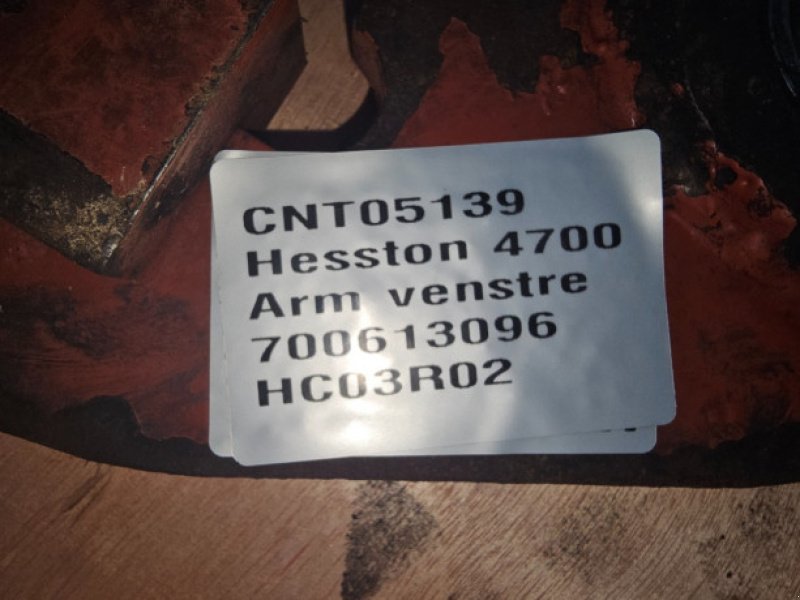 CNT05139
Hesston 4700
Arm venstre
700613096
HC03R02